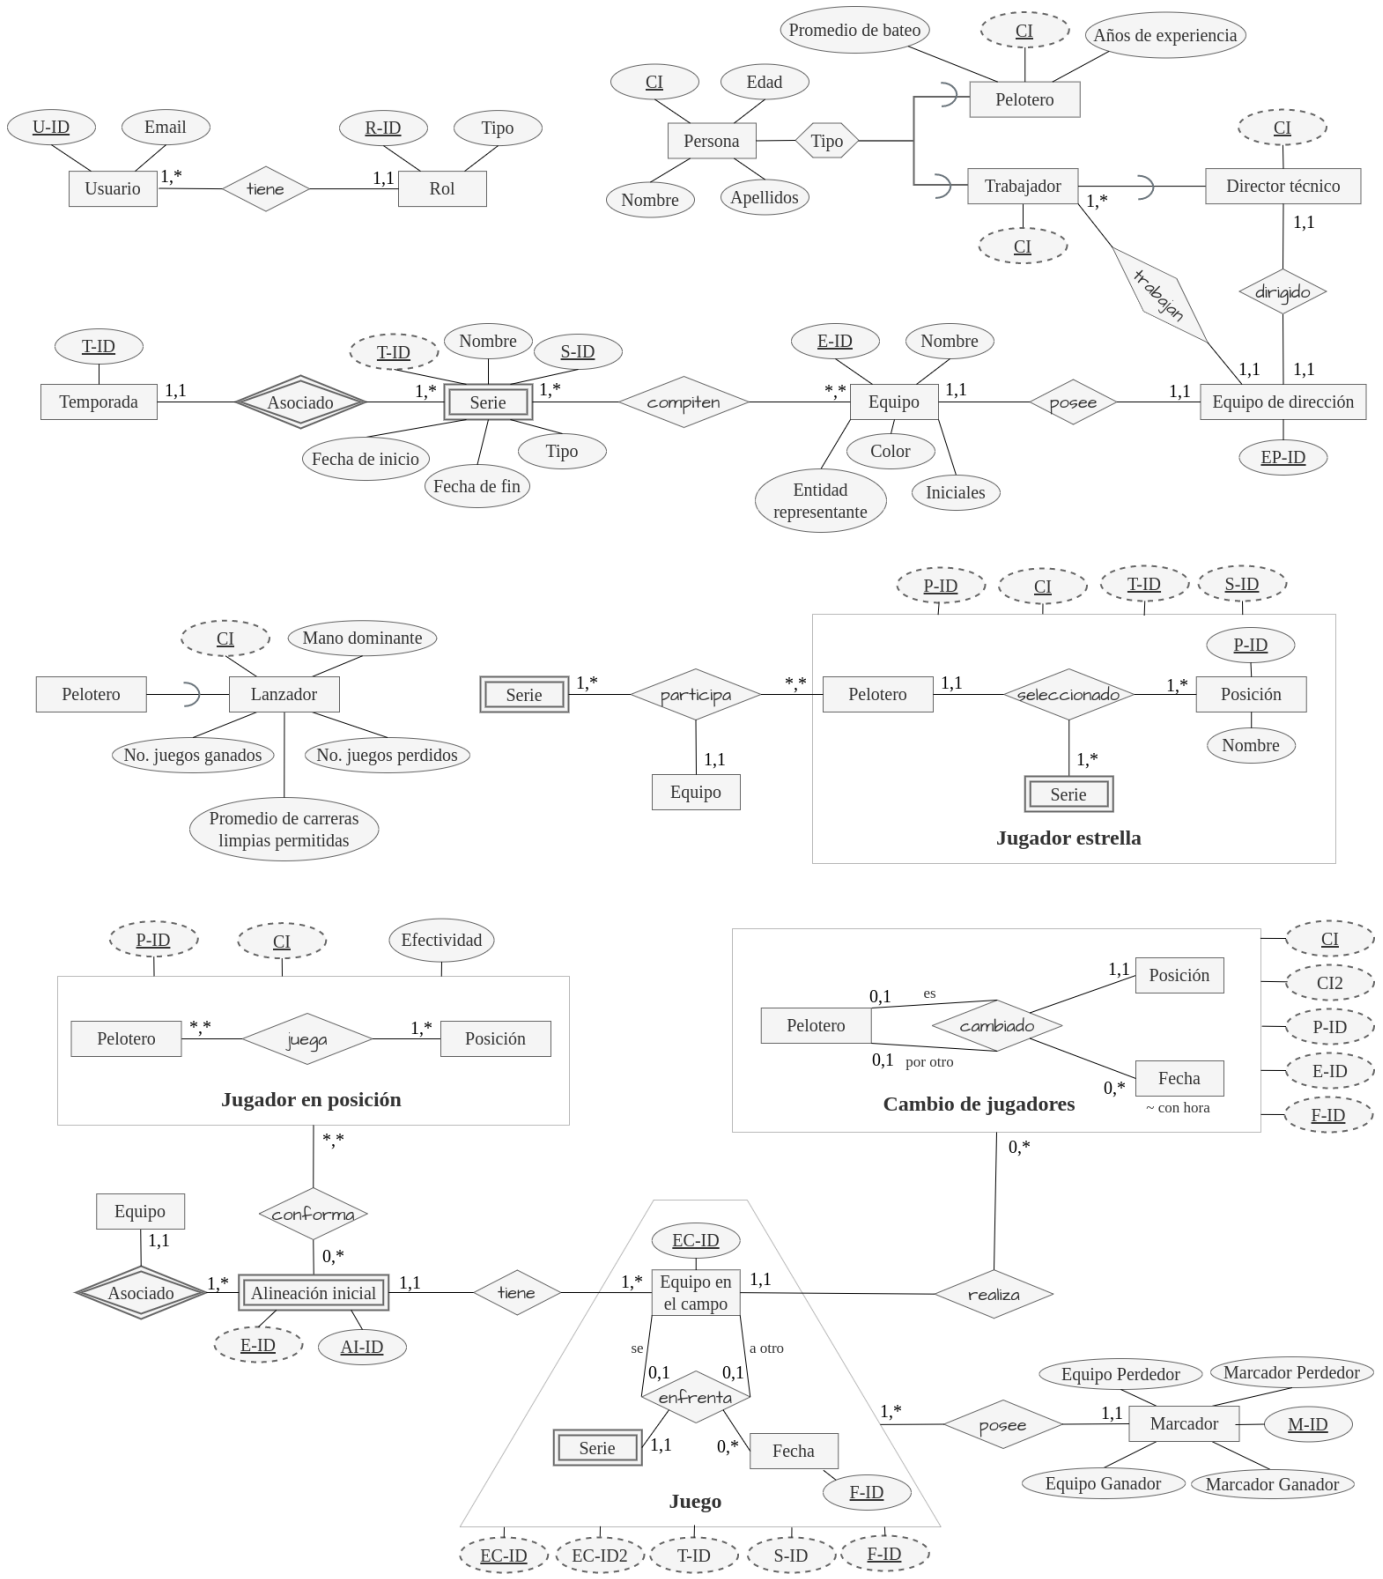 Promedio de bateo
CI
Años de experiencia
Pelotero
CI
Edad
Persona
Tipo
Nombre
Apellidos
Trabajador
1,*
CI
CI
Director técnico
1,1
trabajan
dirigido
1,1
1,1
U-ID
Email
Usuario
1,*
tiene
1,1
R-ID
Tipo
Rol
T-ID
Temporada
1,1
Asociado
1,*
T-ID
Nombre
S-ID
Serie
1,*
Fecha de inicio
Fecha de fin
Tipo
compiten
*,*
E-ID
Nombre
Equipo
1,1
Entidad
representante
Color
Iniciales
posee
1,1
Equipo de dirección
EP-ID
CI
Mano dominante
Pelotero
Lanzador
No. juegos ganados
No. juegos perdidos
Promedio de carreras
limpias permitidas
Serie
1,*
participa
*,*
1,1
Equipo
P-ID
CI
T-ID
S-ID
Pelotero
1,1
seleccionado
1,*
P-ID
Posición
Nombre
1,*
Serie
Jugador estrella
P-ID
CI
Efectividad
Pelotero
*,*
juega
1,*
Posición
Jugador en posición
*,*
conforma
0,*
Equipo
1,1
Asociado
1,*
Alineación inicial
1,1
E-ID
AI-ID
tiene
1,*
Pelotero
0,1
es
0,1
por otro
cambiado
1,1
Posición
0,*
Fecha
~ con hora
Cambio de jugadores
CI
CI2
P-ID
E-ID
F-ID
0,*
realiza
EC-ID
Equipo en
el campo
1,1
se
a otro
0,1
0,1
enfrenta
Serie
1,1
0,*
Fecha
F-ID
Juego
EC-ID
EC-ID2
T-ID
S-ID
F-ID
1,*
posee
1,1
Equipo Perdedor
Marcador Perdedor
Marcador
M-ID
Equipo Ganador
Marcador Ganador